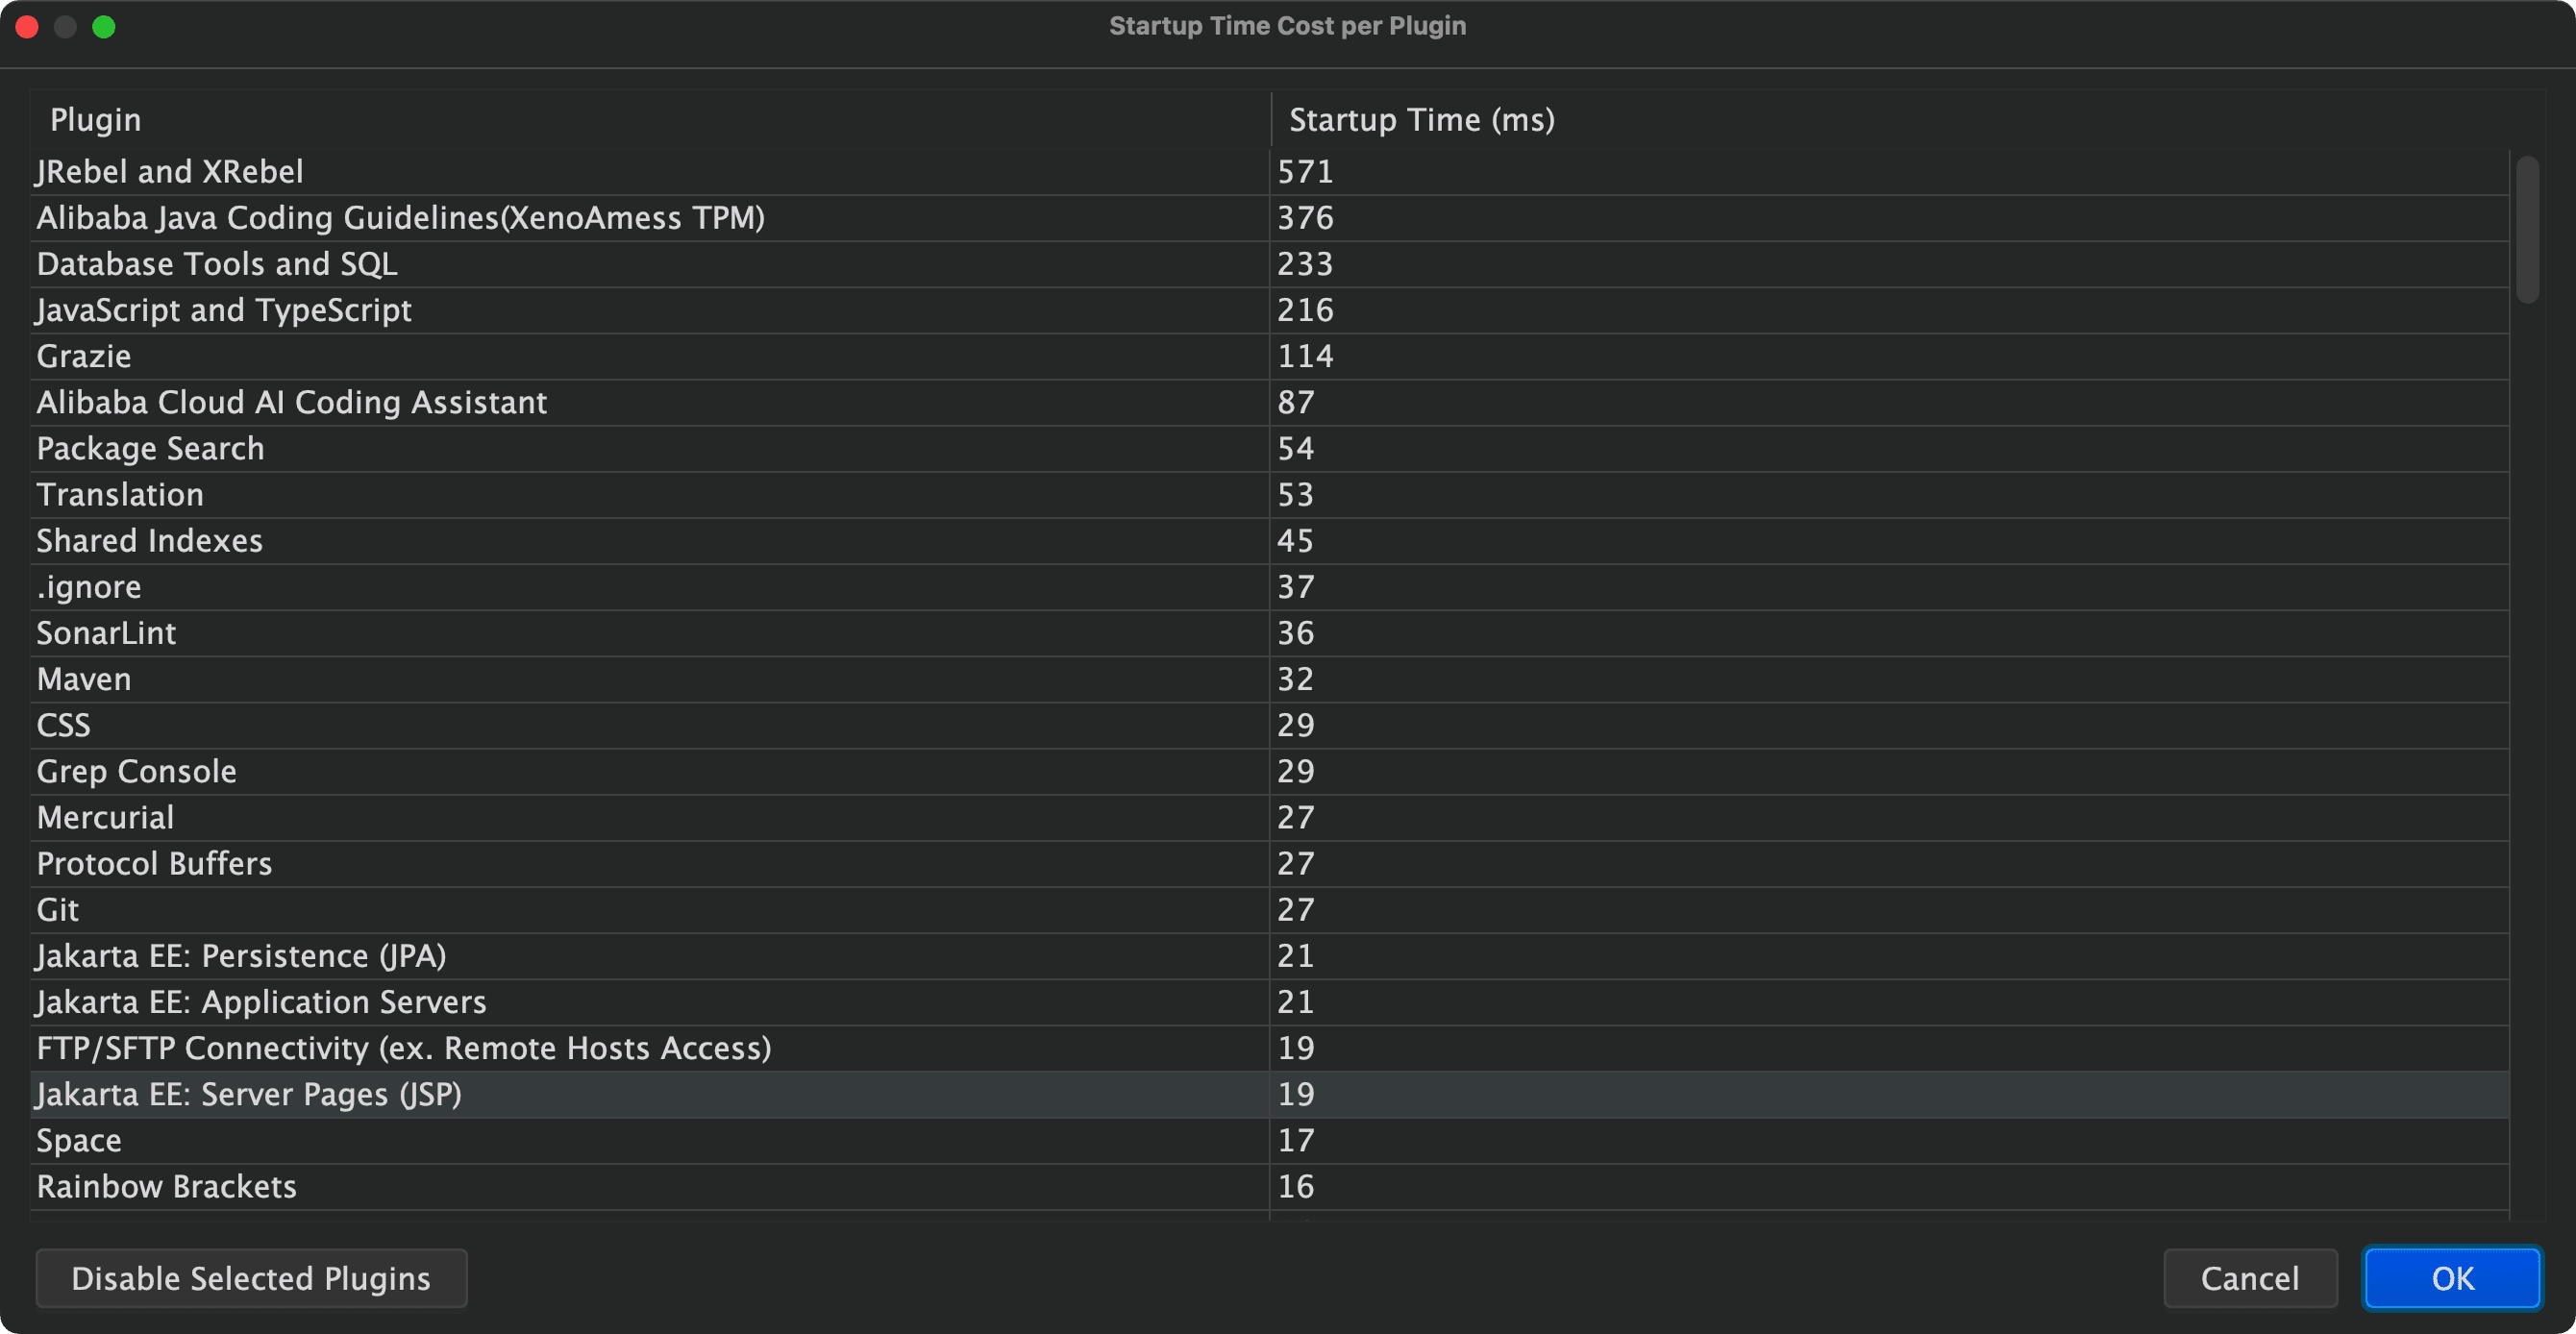 Startup Time Cost per Plugin
Plugin Startup Time (ms)
JRebel and XRebel 571
Alibaba Java Coding Guidelines(XenoAmess TPM) 376
Database Tools and SQL 233
JavaScript and TypeScript 216
Grazie 114
Alibaba Cloud AI Coding Assistant 87
Package Search 54
Translation 53
Shared Indexes 45
.ignore 37
SonarLint 36
Maven 32
CSS 29
Grep Console 29
Mercurial 27
Protocol Buffers 27
Git 27
Jakarta EE: Persistence (JPA) 21
Jakarta EE: Application Servers 21
FTP/SFTP Connectivity (ex. Remote Hosts Access) 19
Jakarta EE: Server Pages (JSP) 19
Space 17
Rainbow Brackets 16
Disable Selected Plugins Cancel OK